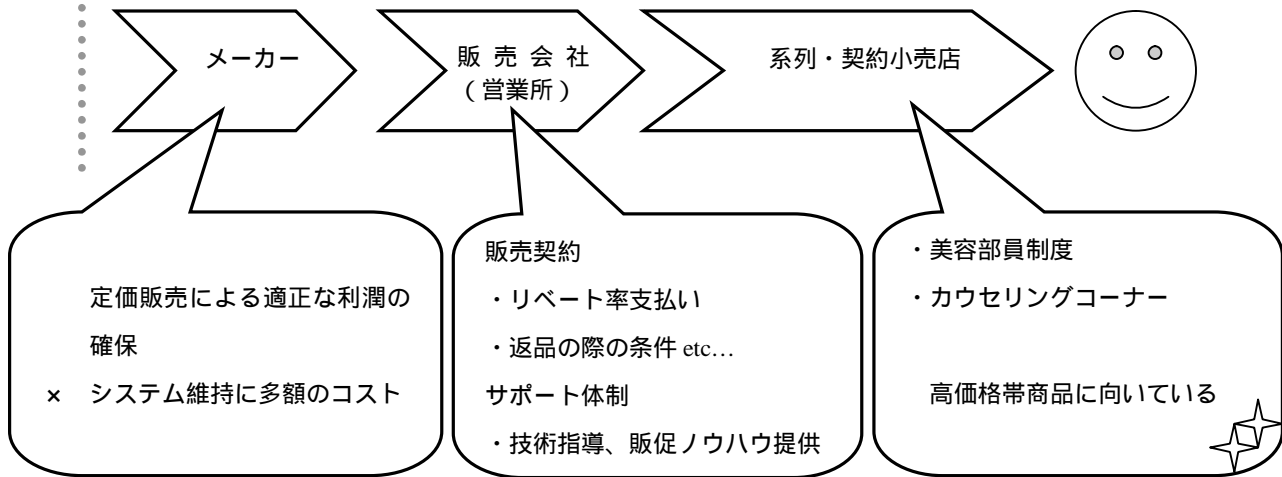 メーカー
販売会社
（営業所）
系列・契約小売店
定価販売による適正な利潤の
確保
× システム維持に多額のコスト
販売契約
・リベート率支払い
・返品の際の条件 etc…
サポート体制
・技術指導、販促ノウハウ提供
・美容部員制度
・カウセリングコーナー
高価格帯商品に向いている